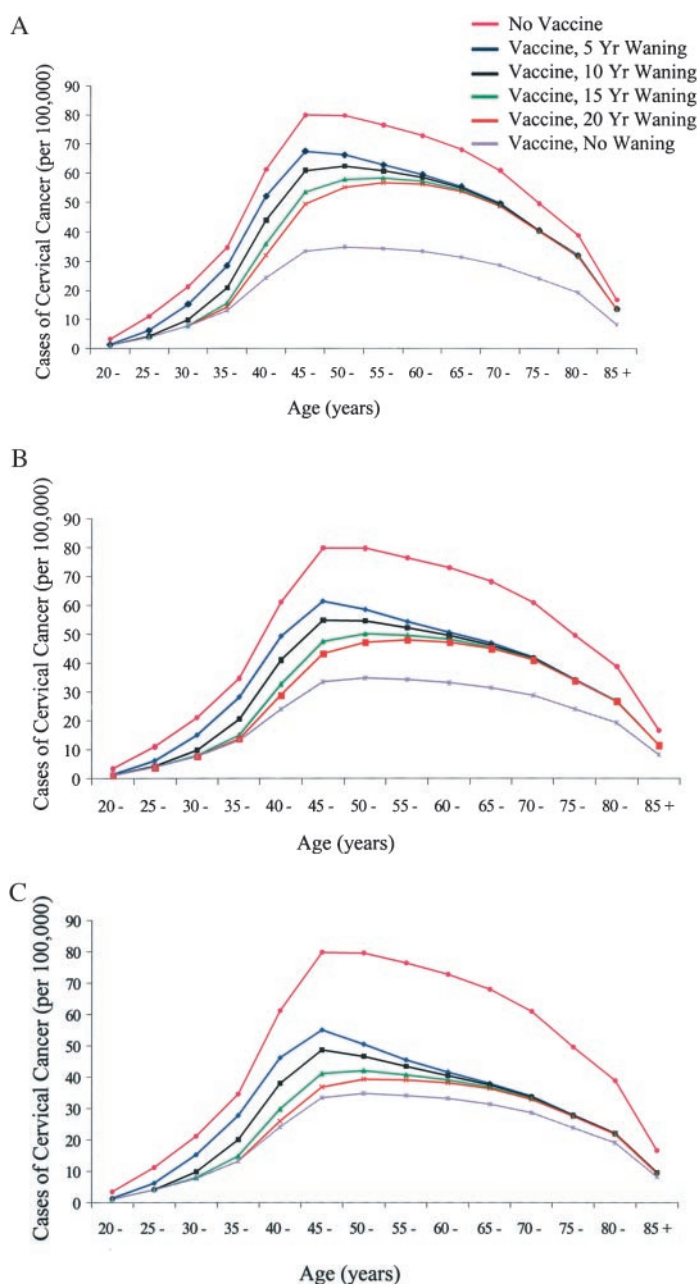 A
No Vaccine
Vaccine, 5 Yr Waning
Vaccine, 10 Yr Waning
Vaccine, 15 Yr Waning
Vaccine, 20 Yr Waning
Vaccine, No Waning
Cases of Cervical Cancer (per 100,000)
90
80
70
60
50
40
30
20
10
0
20 - 25 - 30 - 35 - 40 - 45 - 50 - 55 - 60 - 65 - 70 - 75 - 80 - 85 +
Age (years)
B
Cases of Cervical Cancer (per 100,000)
90
80
70
60
50
40
30
20
10
0
20 - 25 - 30 - 35 - 40 - 45 - 50 - 55 - 60 - 65 - 70 - 75 - 80 - 85 +
Age (years)
C
Cases of Cervical Cancer (per 100,000)
90
80
70
60
50
40
30
20
10
0
20 - 25 - 30 - 35 - 40 - 45 - 50 - 55 - 60 - 65 - 70 - 75 - 80 - 85 +
Age (years)